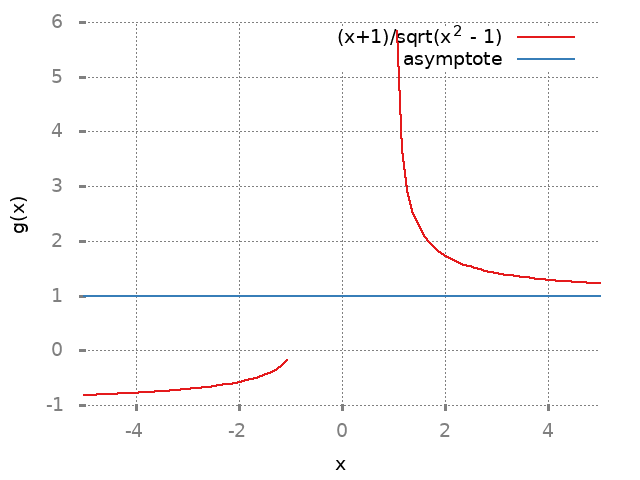 6
(x+1)/sqrt(x² - 1)
asymptote
5
4
3
2
1
0
-1
g(x)
-4 -2 0 2 4
x